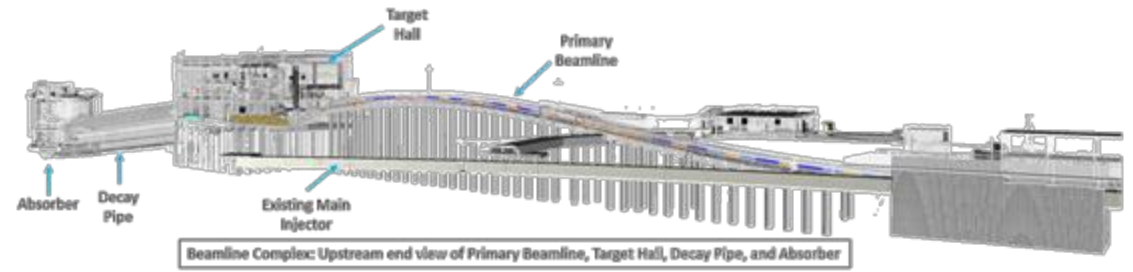 Target
Hall
Primary
Beamline
Absorber
Decay
Pipe
Existing Main
Injector
Beamline Complex: Upstream end view of Primary Beamline, Target Hall, Decay Pipe, and Absorber